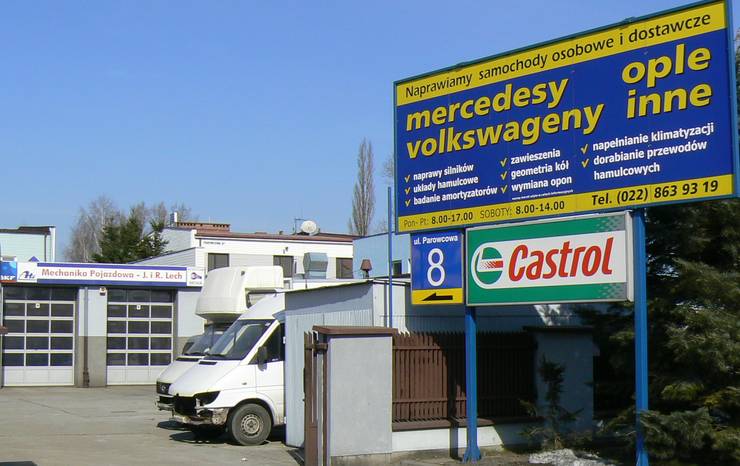 Naprawiamy samochody osobowe i dostawcze
mercedesy ople
volkswageny inne
✓ naprawy silników
✓ układy hamulcowe
✓ badanie amortyzatorów
✓ zawieszenia
✓ geometria kół
✓ wymiana opon
✓ napełnianie klimatyzacji
✓ dorabianie przewodów
hamulcowych
Pon- Pt: 8.00-17.00 SOBOTY: 8.00-14.00
Tel. (022) 863 93 19
ul. Parowcowa
8
Castrol
Mechanika Pojazdowa - J. i R. Lech